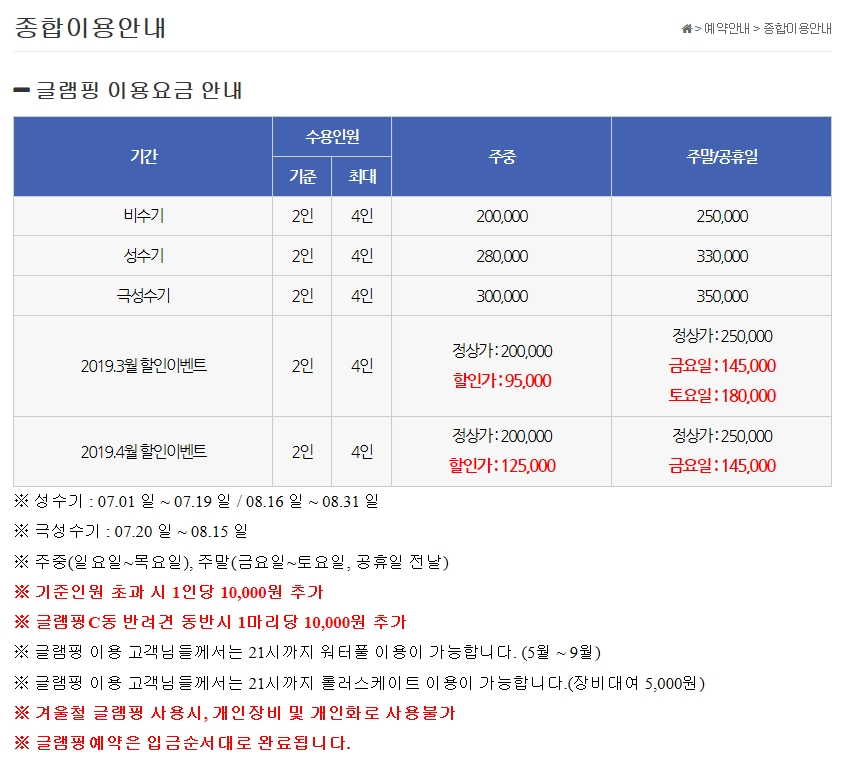 종합이용안내
> 예약안내 > 종합이용안내
글램핑 이용요금 안내
기간 수용인원 주중 주말/공휴일
기준 최대
비수기 2인 4인 200,000 250,000
성수기 2인 4인 280,000 330,000
극성수기 2인 4인 300,000 350,000
2019.3월 할인이벤트 2인 4인 정상가 : 200,000 할인가 : 95,000 정상가 : 250,000 금요일 : 145,000 토요일 : 180,000
2019.4월 할인이벤트 2인 4인 정상가 : 200,000 할인가 : 125,000 정상가 : 250,000 금요일 : 145,000
※ 성수기 : 07.01 일 ~ 07.19 일 / 08.16 일 ~ 08.31 일
※ 극성수기 : 07.20 일 ~ 08.15 일
※ 주중(일요일~목요일), 주말(금요일~토요일, 공휴일 전날)
※ 기준인원 초과 시 1인당 10,000원 추가
※ 글램핑C동 반려견 동반시 1마리당 10,000원 추가
※ 글램핑 이용 고객님들께서는 21시까지 워터풀 이용이 가능합니다. (5월 ~ 9월)
※ 글램핑 이용 고객님들께서는 21시까지 롤러스케이트 이용이 가능합니다.(장비대여 5,000원)
※ 겨울철 글램핑 사용시, 개인장비 및 개인화로 사용불가
※ 글램핑예약은 입금순서대로 완료됩니다.